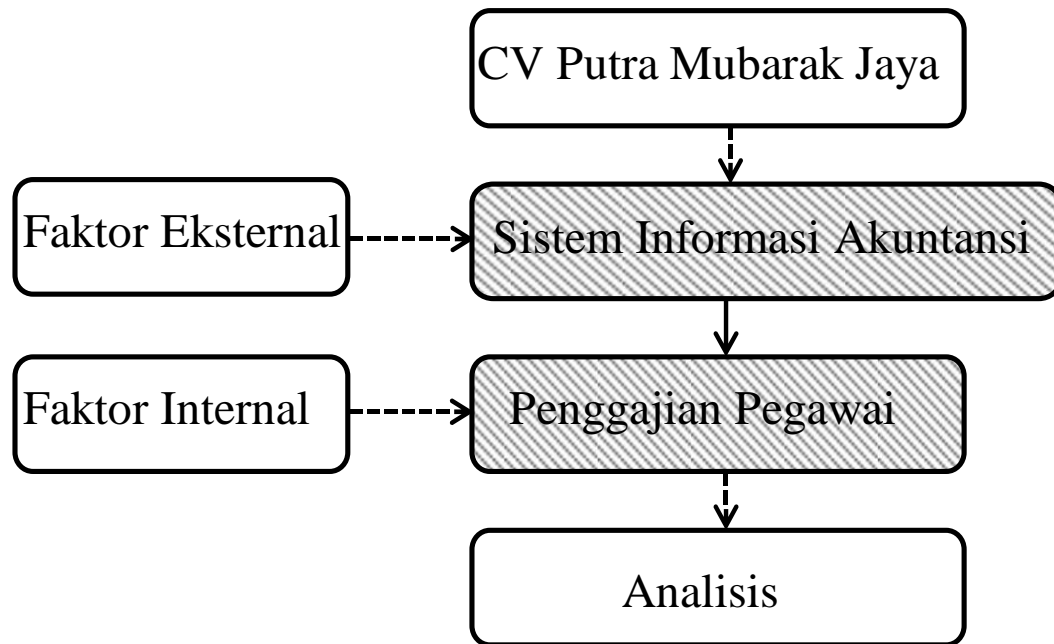 CV Putra Mubarak Jaya
Faktor Eksternal
Sistem Informasi Akuntansi
Faktor Internal
Penggajian Pegawai
Analisis